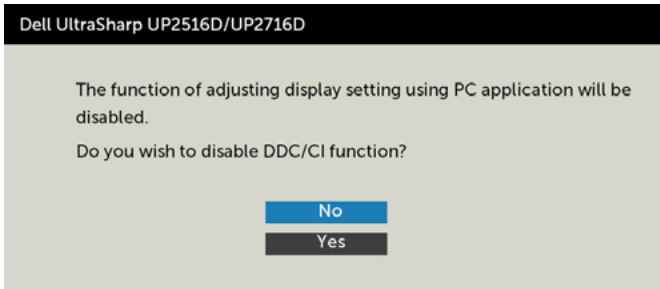 Dell UltraSharp UP2516D/UP2716D
The function of adjusting display setting using PC application will be
disabled.
Do you wish to disable DDC/CI function?
No
Yes